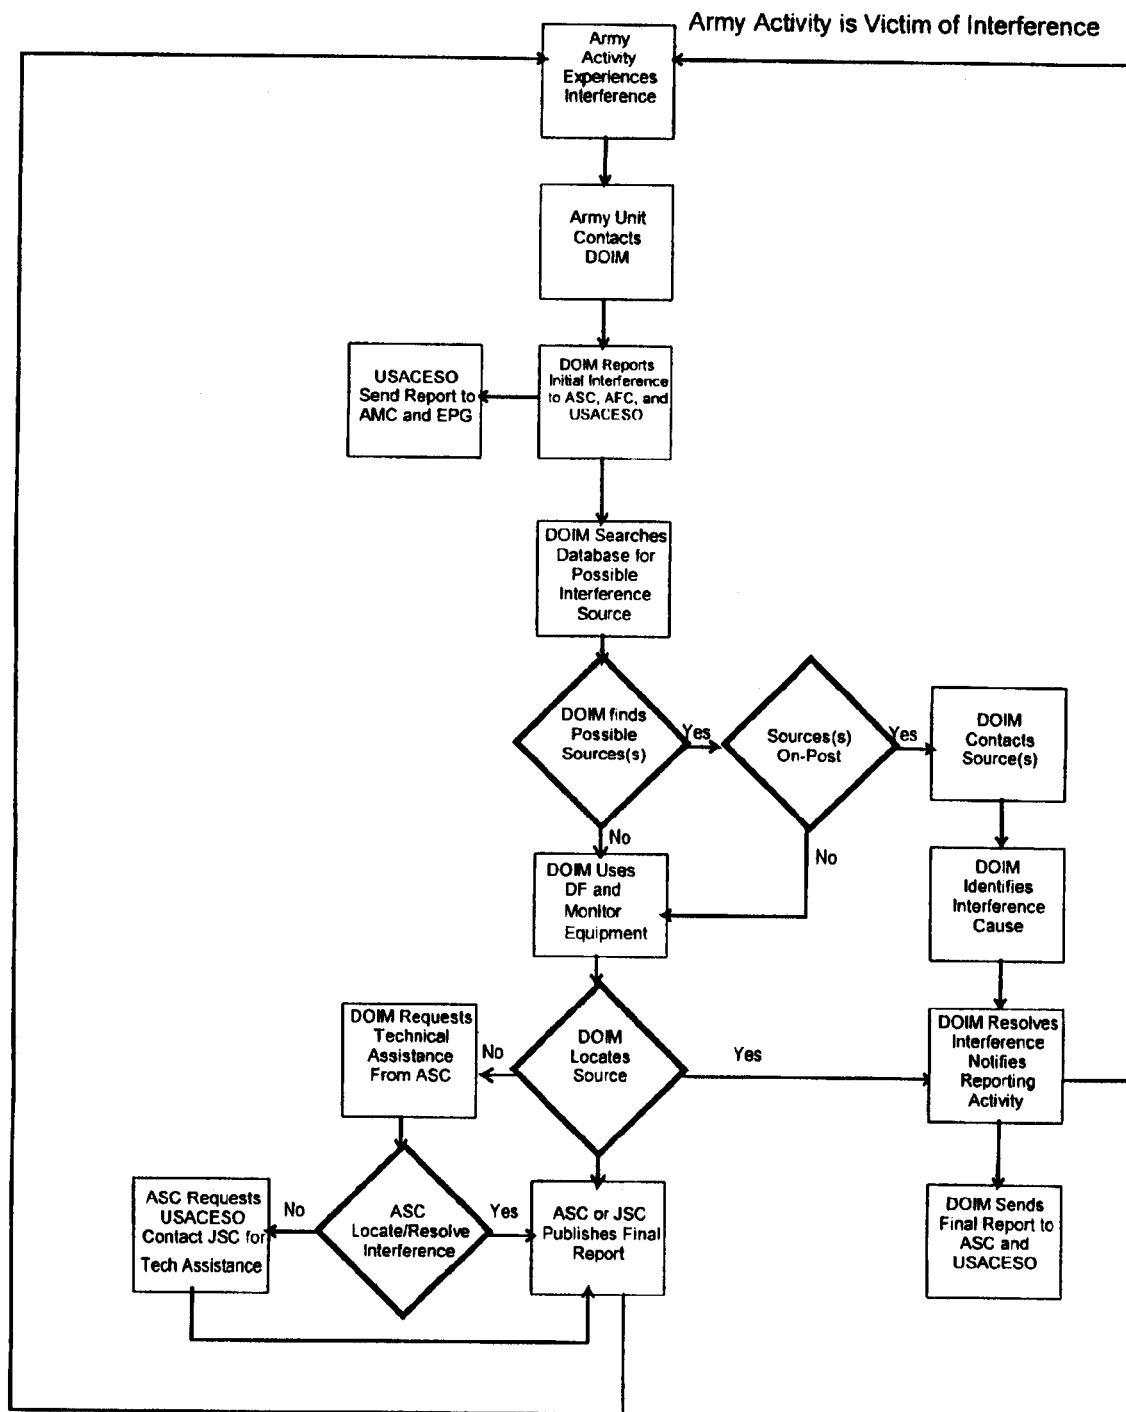 Army Activity is Victim of Interference
Army
Activity
Experiences
Interference
Army Unit
Contacts
DOIM
USACESO
Send Report to
AMC and EPG
DOIM Reports
Initial Interference
to ASC, AFC, and
USACESO
DOIM Searches
Database for
Possible
Interference
Source
DOIM finds
Possible
Sources(s)
Yes
Sources(s)
On-Post
Yes
DOIM
Contacts
Source(s)
No
No
DOIM Uses
DF and
Monitor
Equipment
DOIM
Identifies
Interference
Cause
DOIM Requests
Technical
Assistance
From ASC
No
DOIM
Locates
Source
Yes
DOIM Resolves
Interference
Notifies
Reporting
Activity
ASC Requests
USACESO
Contact JSC for
Tech Assistance
No
ASC
Locate/Resolve
Interference
Yes
ASC or JSC
Publishes Final
Report
DOIM Sends
Final Report to
ASC and
USACESO